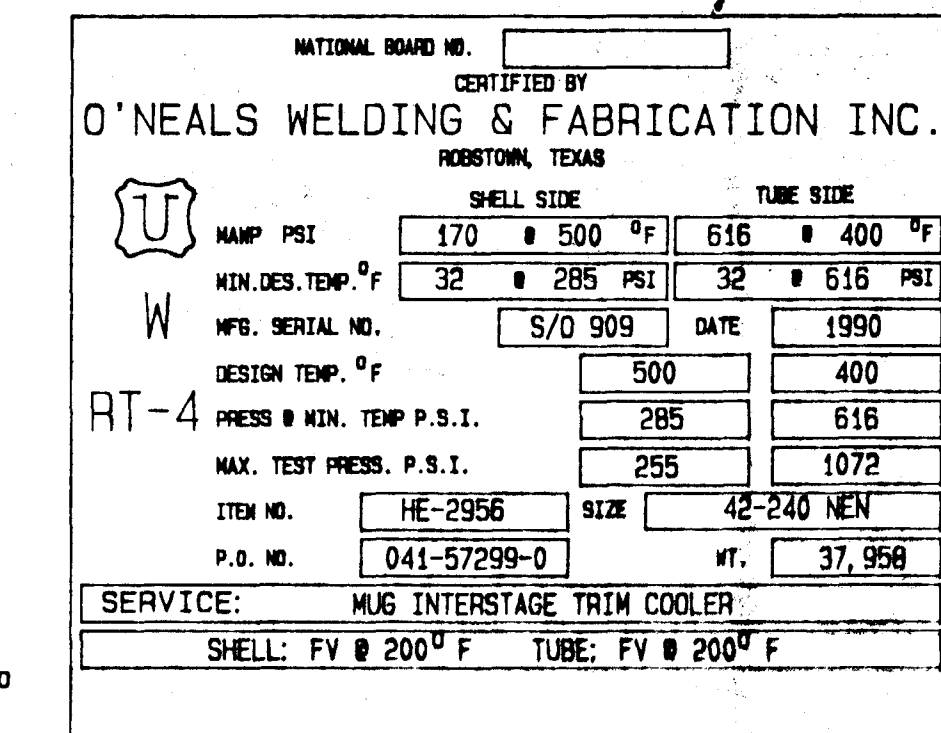 NATIONAL BOARD NO.
CERTIFIED BY
O'NEALS WELDING & FABRICATION INC.
ROBSTOWN, TEXAS
SHELL SIDE TUBE SIDE
U MAWP PSI 170 @ 500 °F 616 @ 400 °F
MIN.DES.TEMP.°F 32 @ 285 PSI 32 @ 616 PSI
W MFG. SERIAL NO. S/O 909 DATE 1990
DESIGN TEMP. °F 500 400
RT-4 PRESS @ MIN. TEMP P.S.I. 285 616
MAX. TEST PRESS. P.S.I. 255 1072
ITEM NO. HE-2956 SIZE 42-240 NEN
P.O. NO. 041-57299-0 WT. 37,958
SERVICE: MUG INTERSTAGE TRIM COOLER
SHELL: FV @ 200° F TUBE: FV @ 200° F